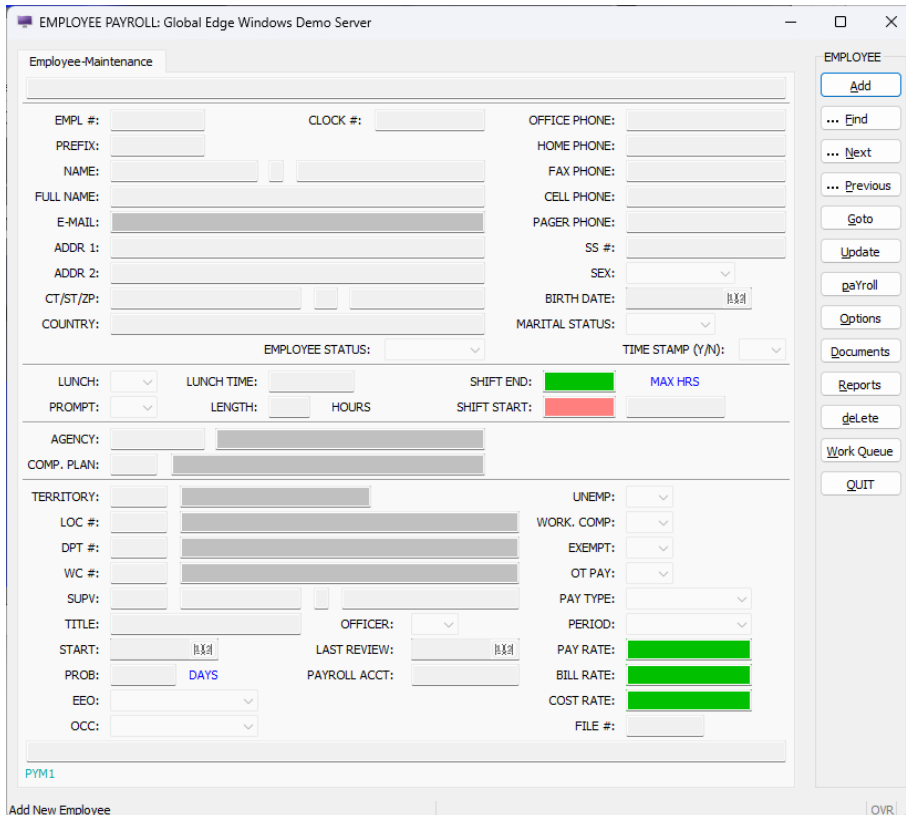 EMPLOYEE PAYROLL: Global Edge Windows Demo Server
Employee-Maintenance
EMPLOYEE
Add
EMPL #: CLOCK #: OFFICE PHONE:
... Find
PREFIX: HOME PHONE:
... Next
NAME: FAX PHONE:
... Previous
FULL NAME: CELL PHONE:
E-MAIL: PAGER PHONE:
Goto
ADDR 1: SS #:
Update
ADDR 2: SEX:
paYroll
CT/ST/ZP: BIRTH DATE:
Options
COUNTRY: MARITAL STATUS:
EMPLOYEE STATUS: TIME STAMP (Y/N):
Documents
LUNCH: LUNCH TIME: SHIFT END: MAX HRS
Reports
PROMPT: LENGTH: HOURS SHIFT START:
deLete
AGENCY:
Work Queue
COMP. PLAN:
QUIT
TERRITORY: UNEMP:
LOC #: WORK. COMP:
DPT #: EXEMPT:
WC #: OT PAY:
SUPV: PAY TYPE:
TITLE: OFFICER: PERIOD:
START: LAST REVIEW: PAY RATE:
PROB: DAYS PAYROLL ACCT: BILL RATE:
EEO: COST RATE:
OCC: FILE #:
PYM1
Add New Employee OVR